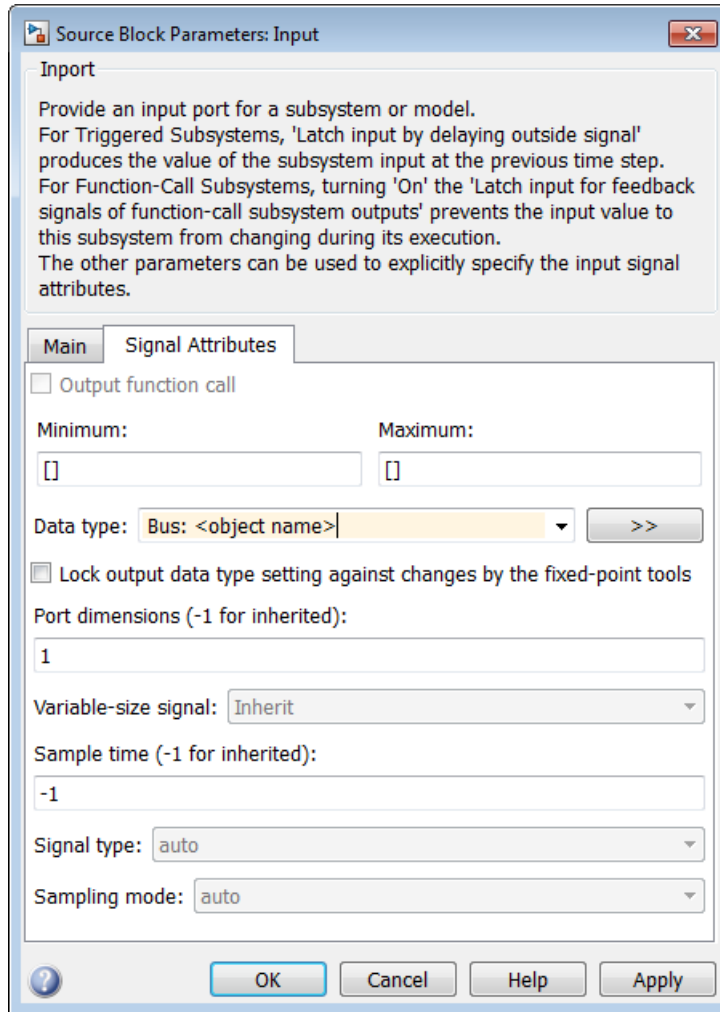 Source Block Parameters: Input
Inport
Provide an input port for a subsystem or model.
For Triggered Subsystems, 'Latch input by delaying outside signal'
produces the value of the subsystem input at the previous time step.
For Function-Call Subsystems, turning 'On' the 'Latch input for feedback
signals of function-call subsystem outputs' prevents the input value to
this subsystem from changing during its execution.
The other parameters can be used to explicitly specify the input signal
attributes.
Main Signal Attributes
Output function call
Minimum: Maximum:
[] []
Data type: Bus: <object name> >>
Lock output data type setting against changes by the fixed-point tools
Port dimensions (-1 for inherited):
1
Variable-size signal: Inherit
Sample time (-1 for inherited):
-1
Signal type: auto
Sampling mode: auto
? OK Cancel Help Apply